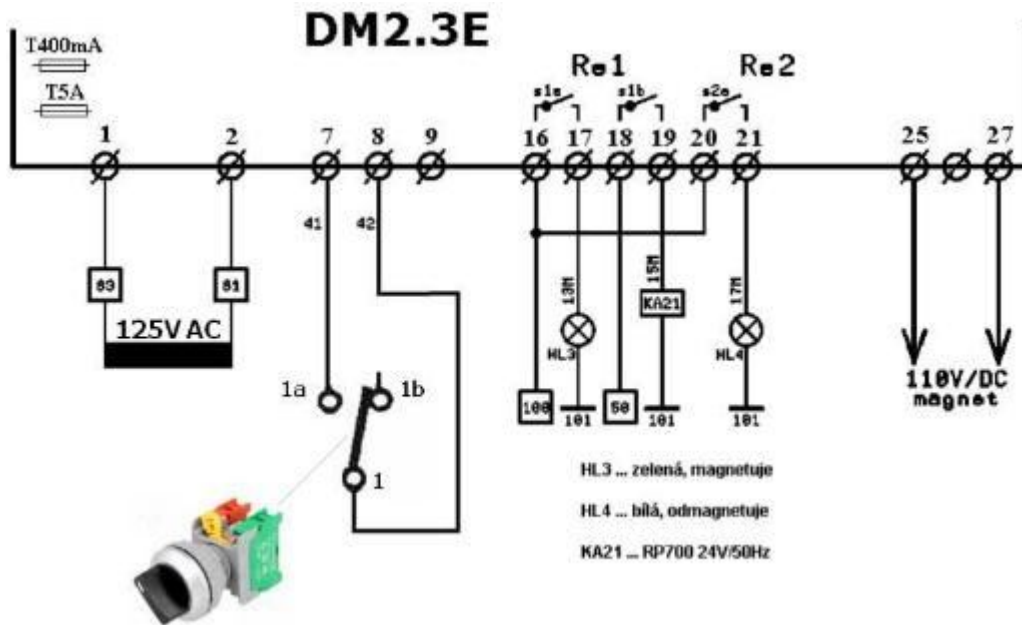 DM2.3E
T400mA
T5A
Re1 Re2
s1a s1b s2a
1 2 7 8 9 16 17 18 19 20 21 25 27
41 42
13M 15M 17M
S3 S1
KA21
125V AC
HL3 HL4
1a 1b
100 101 50 101 101
110V/DC
magnet
1
HL3 ... zelená, magnetuje
HL4 ... bílá, odmagnetuje
KA21 ... RP700 24V/50Hz